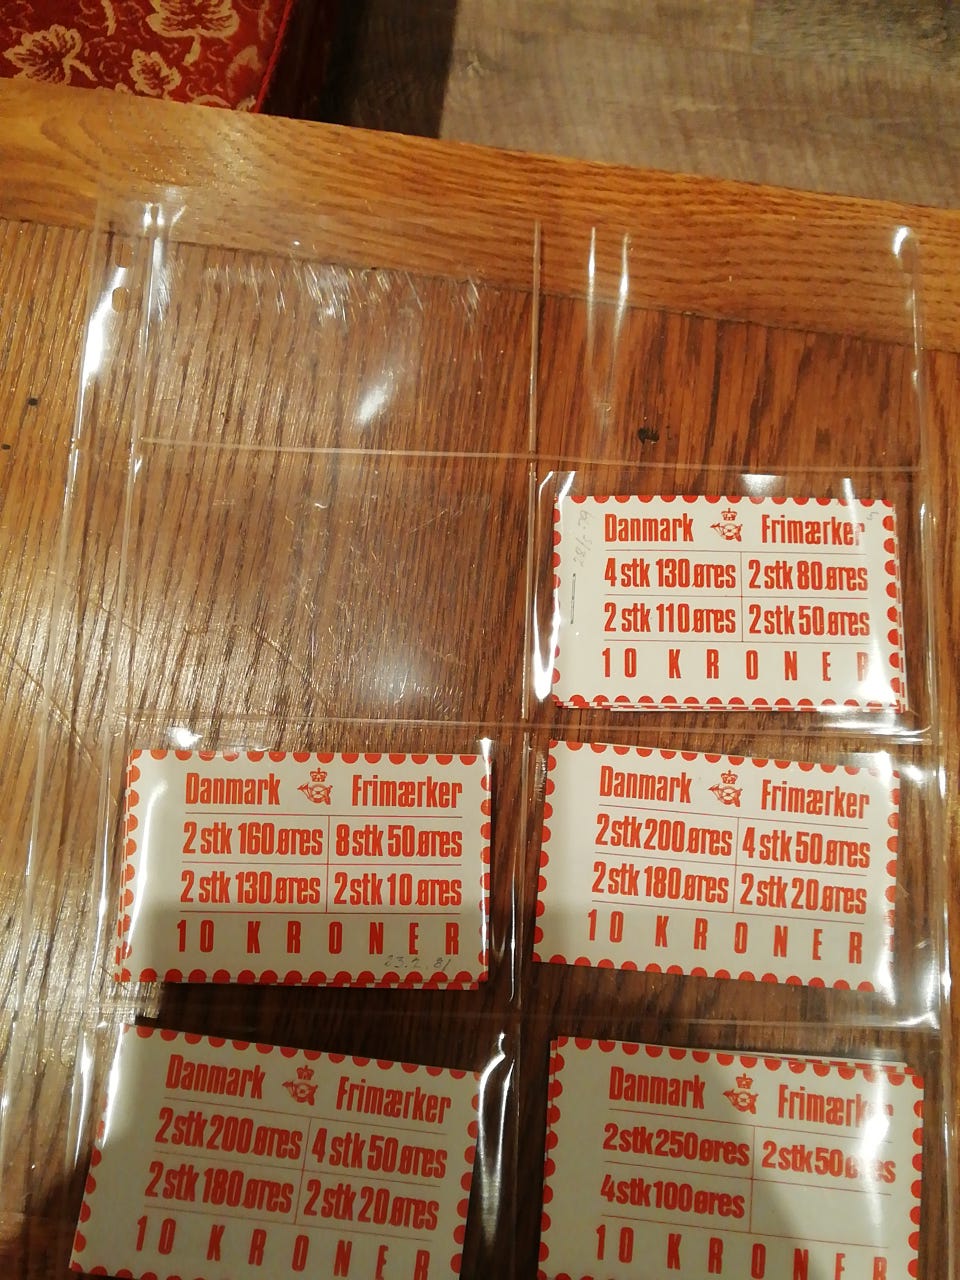 Danmark Frimærker
4 stk 130 øres 2 stk 80 øres
2 stk 110 øres 2 stk 50 øres
10 KRONER
Danmark Frimærker
2 stk 160 øres 8 stk 50 øres
2 stk 130 øres 2 stk 10 øres
10 KRONER
23.2.81
Danmark Frimærker
2 stk 200 øres 4 stk 50 øres
2 stk 180 øres 2 stk 20 øres
10 KRONER
Danmark Frimærker
2 stk 200 øres 4 stk 50 øres
2 stk 180 øres 2 stk 20 øres
10 KRONER
Danmark Frimærker
2 stk 250 øres 2 stk 50 øres
4 stk 100 øres
10 KRONER